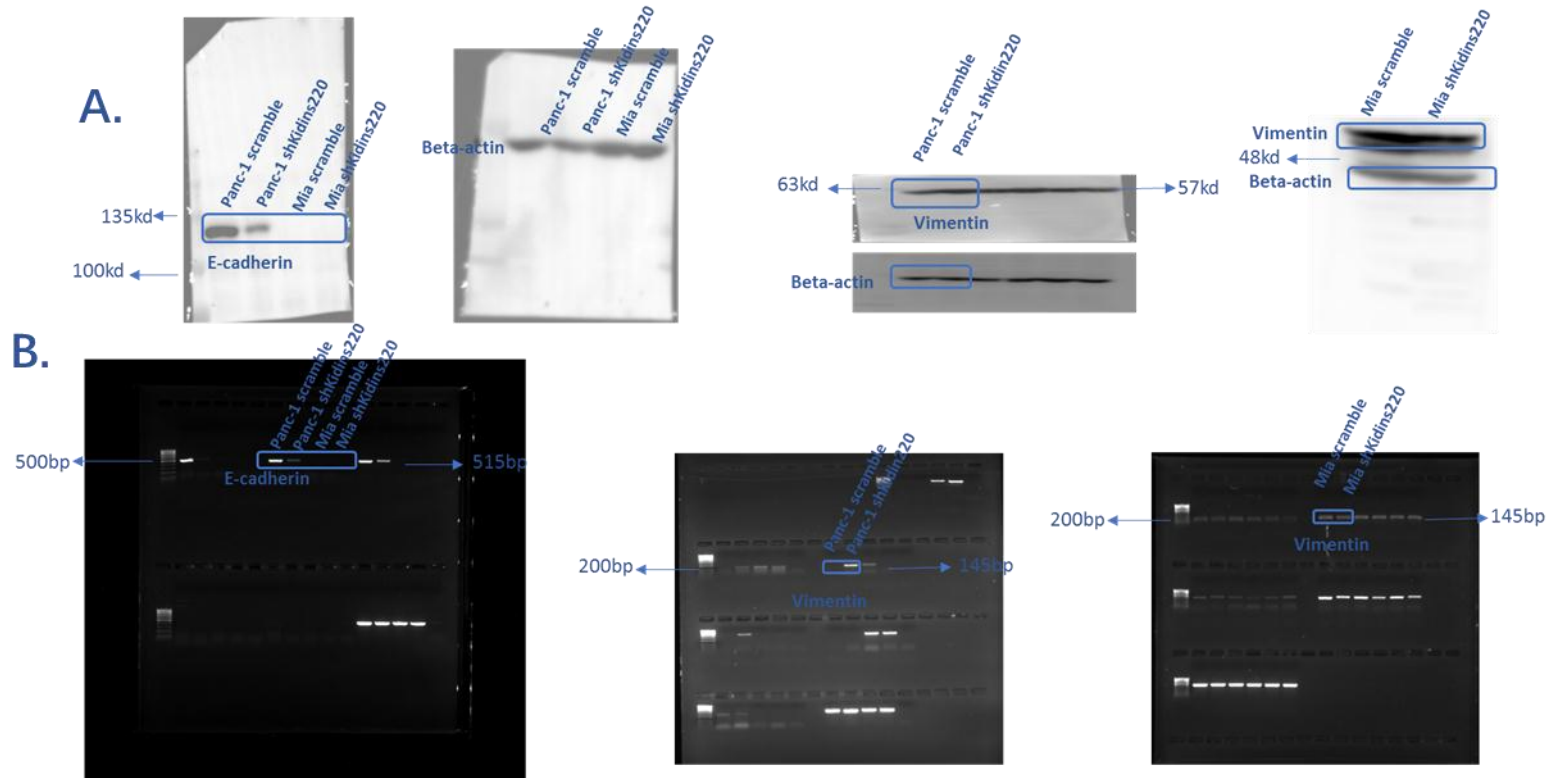 A.
Panc-1 scramble
Panc-1 shKidins220
Mia scramble
Mia shKidins220
135kd
E-cadherin
100kd
Panc-1 scramble
Panc-1 shKidins220
Mia scramble
Mia shKidins220
Beta-actin
Panc-1 scramble
Panc-1 shKidin220
63kd
57kd
Vimentin
Beta-actin
Mia scramble
Mia shKidins220
Vimentin
48kd
Beta-actin
B.
Panc-1 scramble
Panc-1 shKidins220
Mia scramble
Mia shKidins220
500bp
515bp
E-cadherin
Panc-1 scramble
Panc-1 shKidin220
200bp
145bp
Vimentin
Mia scramble
Mia shKidins220
200bp
145bp
Vimentin